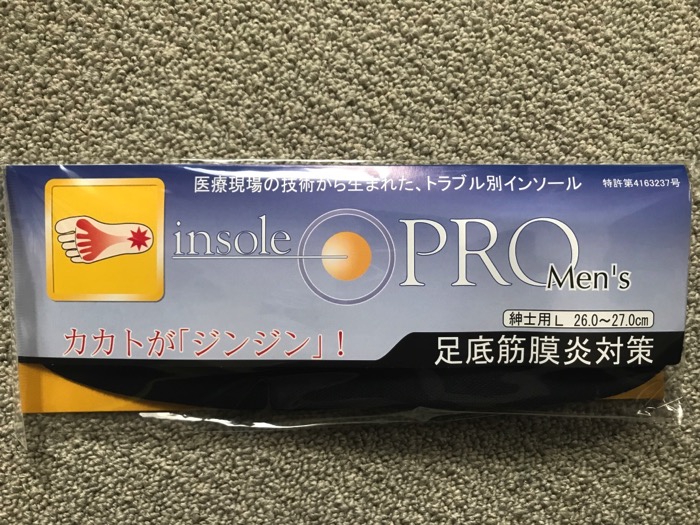 医療現場の技術から生まれた、トラブル別インソール
特許第4163237号
insole PRO
Men's
紳士用 L 26.0〜27.0cm
カカトが「ジンジン」!
足底筋膜炎対策